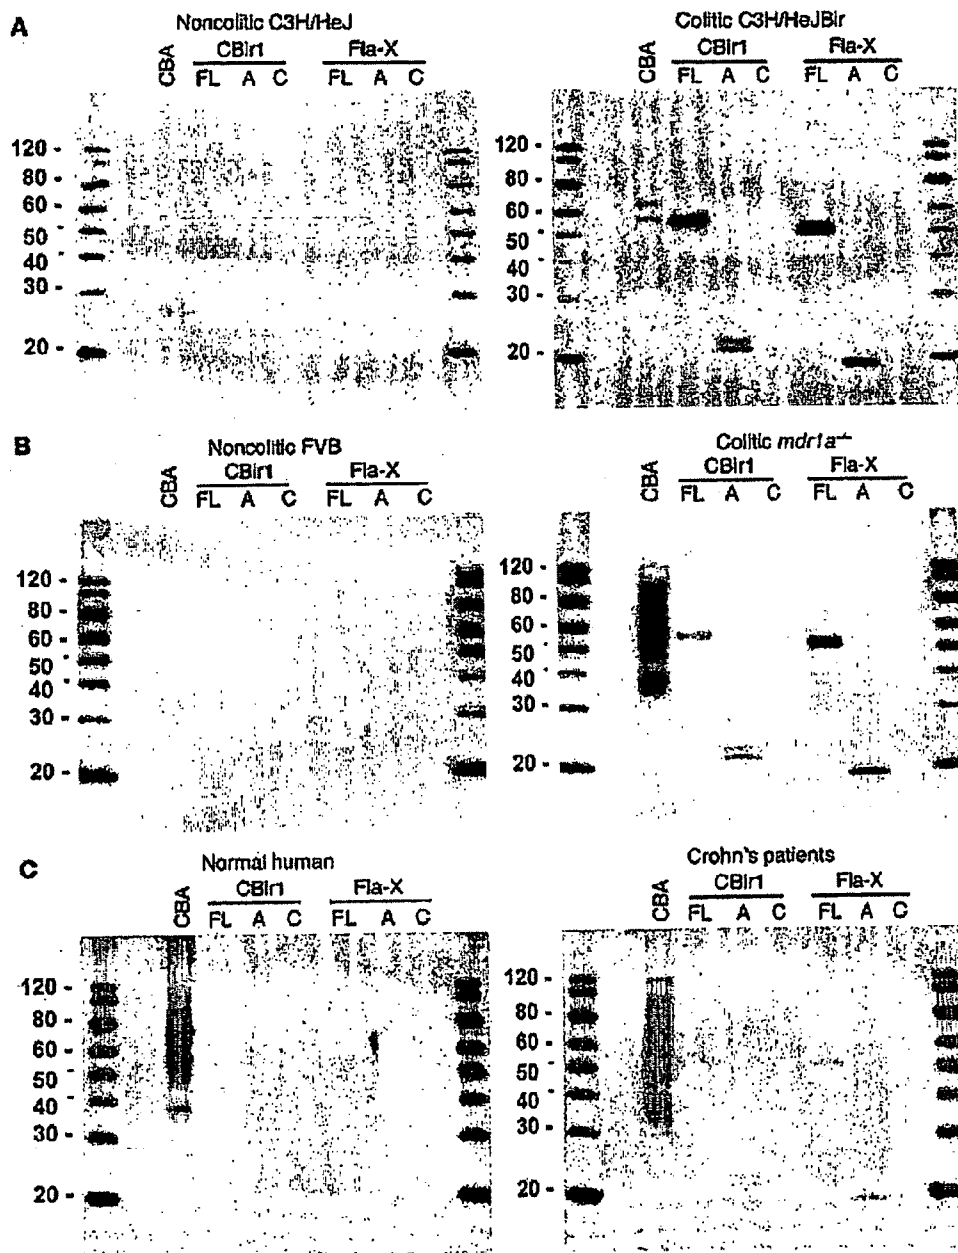 A
Noncolitic C3H/HeJ
CBA
CBir1
Fla-X
FL A C FL A C
120 -
80 -
60 -
50 -
40 -
30 -
20 -
Colitic C3H/HeJBir
CBA
CBir1
Fla-X
FL A C FL A C
120 -
80 -
60 -
50 -
40 -
30 -
20 -
B
Noncolitic FVB
CBA
CBir1
Fla-X
FL A C FL A C
120 -
80 -
60 -
50 -
40 -
30 -
20 -
Colitic mdr1a-/-
CBA
CBir1
Fla-X
FL A C FL A C
120 -
80 -
60 -
50 -
40 -
30 -
20 -
C
Normal human
CBA
CBir1
Fla-X
FL A C FL A C
120 -
80 -
60 -
50 -
40 -
30 -
20 -
Crohn's patients
CBA
CBir1
Fla-X
FL A C FL A C
120 -
80 -
60 -
50 -
40 -
30 -
20 -